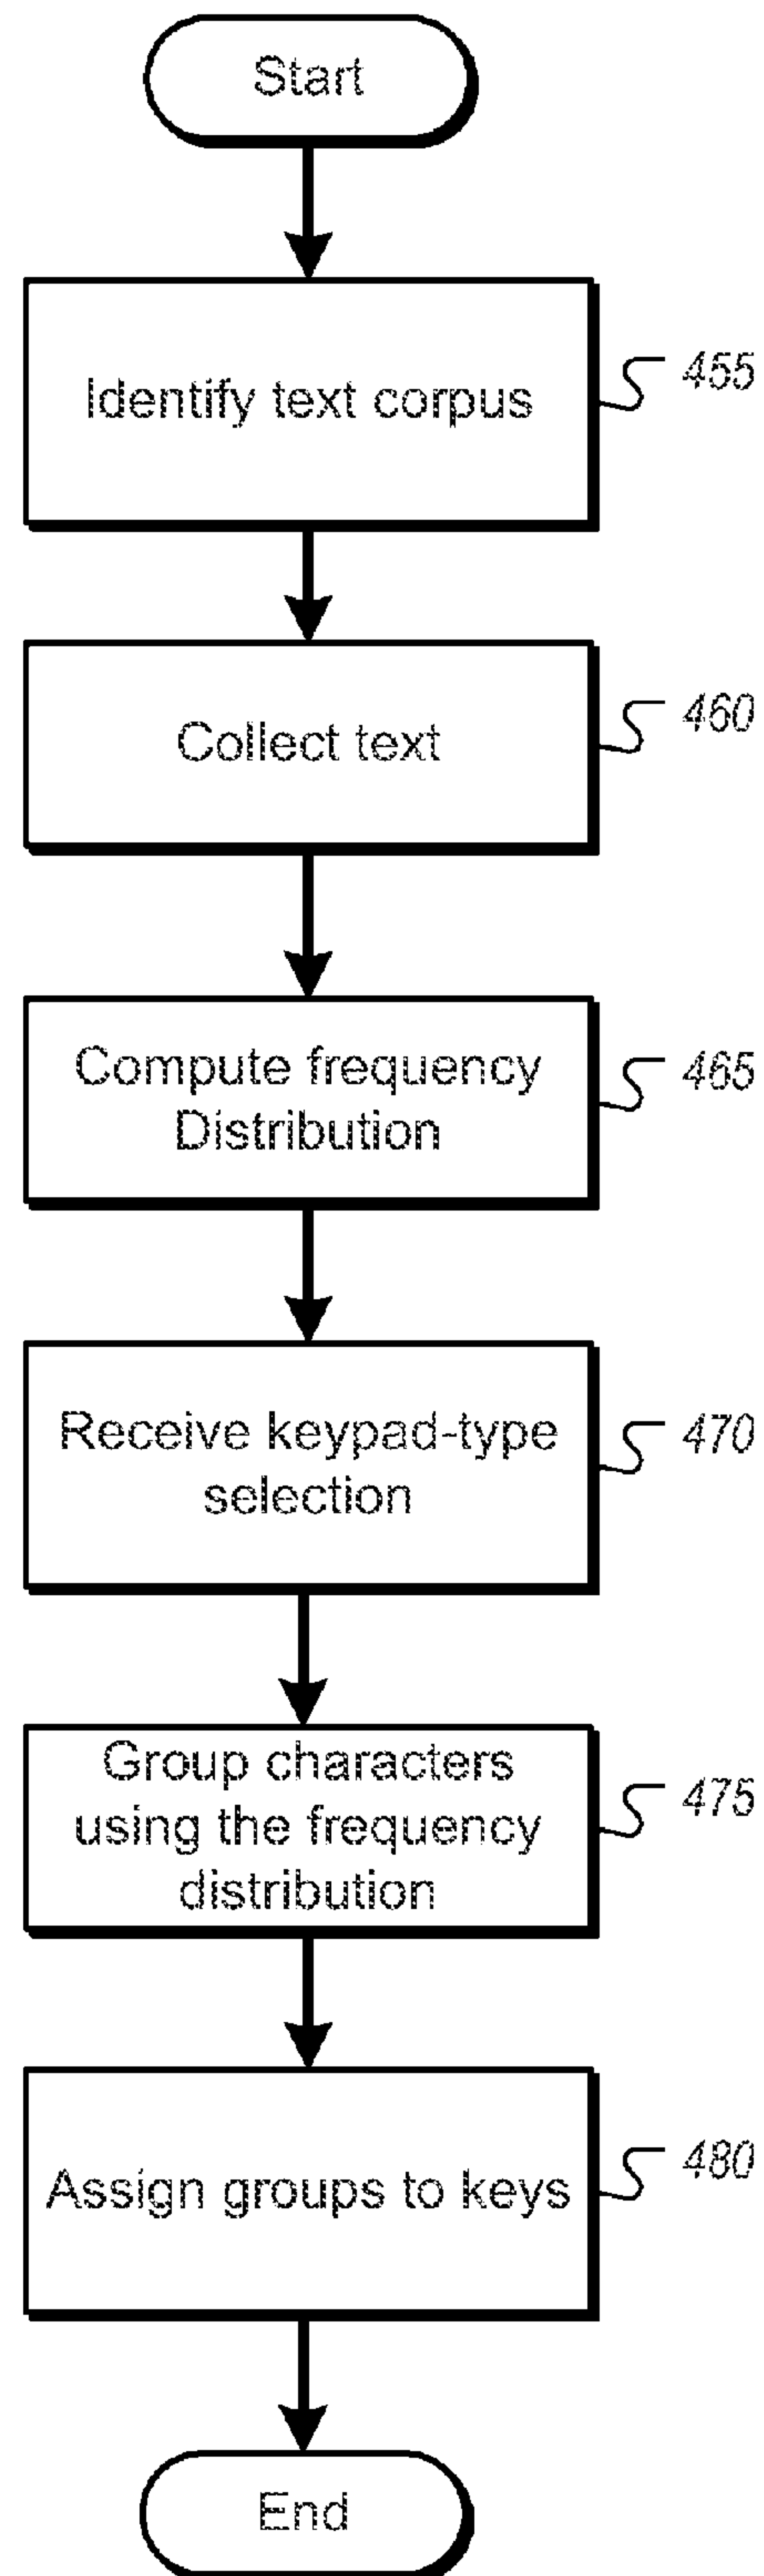 Start
Identify text corpus
455
Collect text
460
Compute frequency
Distribution
465
Receive keypad-type
selection
470
Group characters
using the frequency
distribution
475
Assign groups to keys
480
End